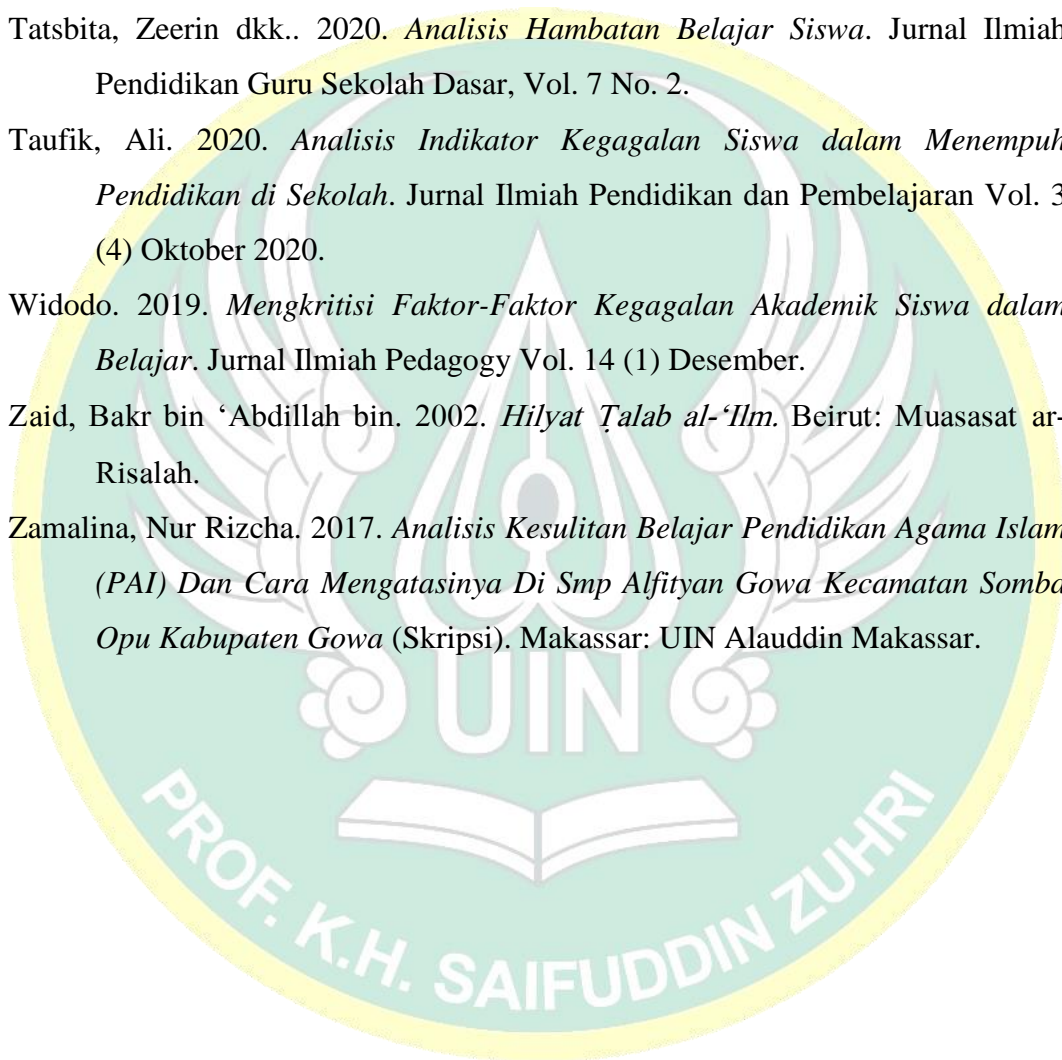 Tatsbita, Zeerin dkk.. 2020. Analisis Hambatan Belajar Siswa. Jurnal Ilmiah
Pendidikan Guru Sekolah Dasar, Vol. 7 No. 2.
Taufik, Ali. 2020. Analisis Indikator Kegagalan Siswa dalam Menempuh
Pendidikan di Sekolah. Jurnal Ilmiah Pendidikan dan Pembelajaran Vol. 3
(4) Oktober 2020.
Widodo. 2019. Mengkritisi Faktor-Faktor Kegagalan Akademik Siswa dalam
Belajar. Jurnal Ilmiah Pedagogy Vol. 14 (1) Desember.
Zaid, Bakr bin ‘Abdillah bin. 2002. Hilyat Ṭalab al-‘Ilm. Beirut: Muasasat ar-
Risalah.
Zamalina, Nur Rizcha. 2017. Analisis Kesulitan Belajar Pendidikan Agama Islam
(PAI) Dan Cara Mengatasinya Di Smp Alfityan Gowa Kecamatan Somba
Opu Kabupaten Gowa (Skripsi). Makassar: UIN Alauddin Makassar.
UIN
PROF. K.H. SAIFUDDIN ZUHRI